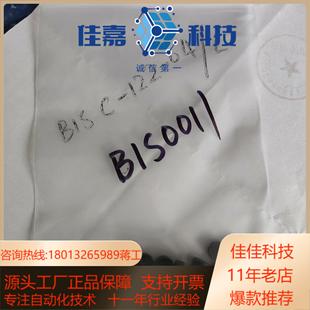 佳嘉 科技
诚信第一
BIS C-122-04/L
BIS0011
咨询热线:18013265989蒋工
源头工厂正品保障 支持开票
专注自动化技术 十一年行业经验
佳佳科技
11年老店
爆款推荐